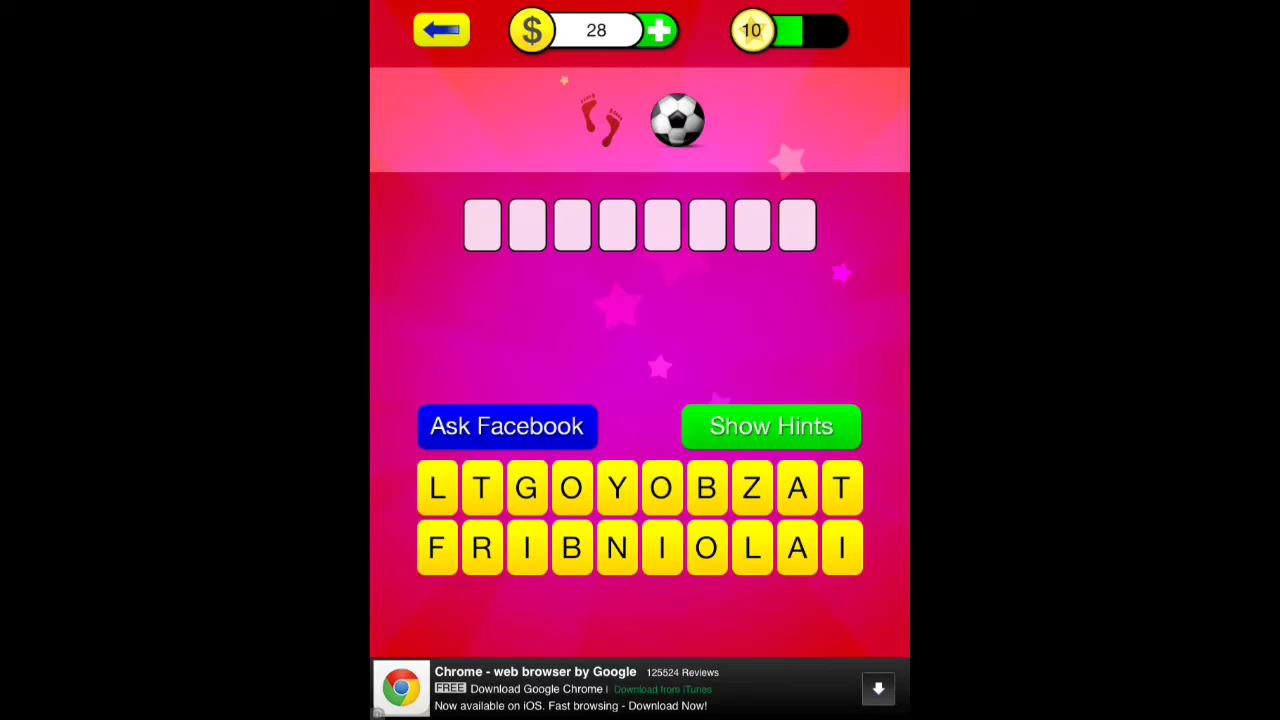 $ 28 10
Ask Facebook Show Hints
L T G O Y O B Z A T
F R I B N I O L A I
Chrome - web browser by Google 125524 Reviews
FREE Download Google Chrome | Download from iTunes
Now available on iOS. Fast browsing - Download Now!